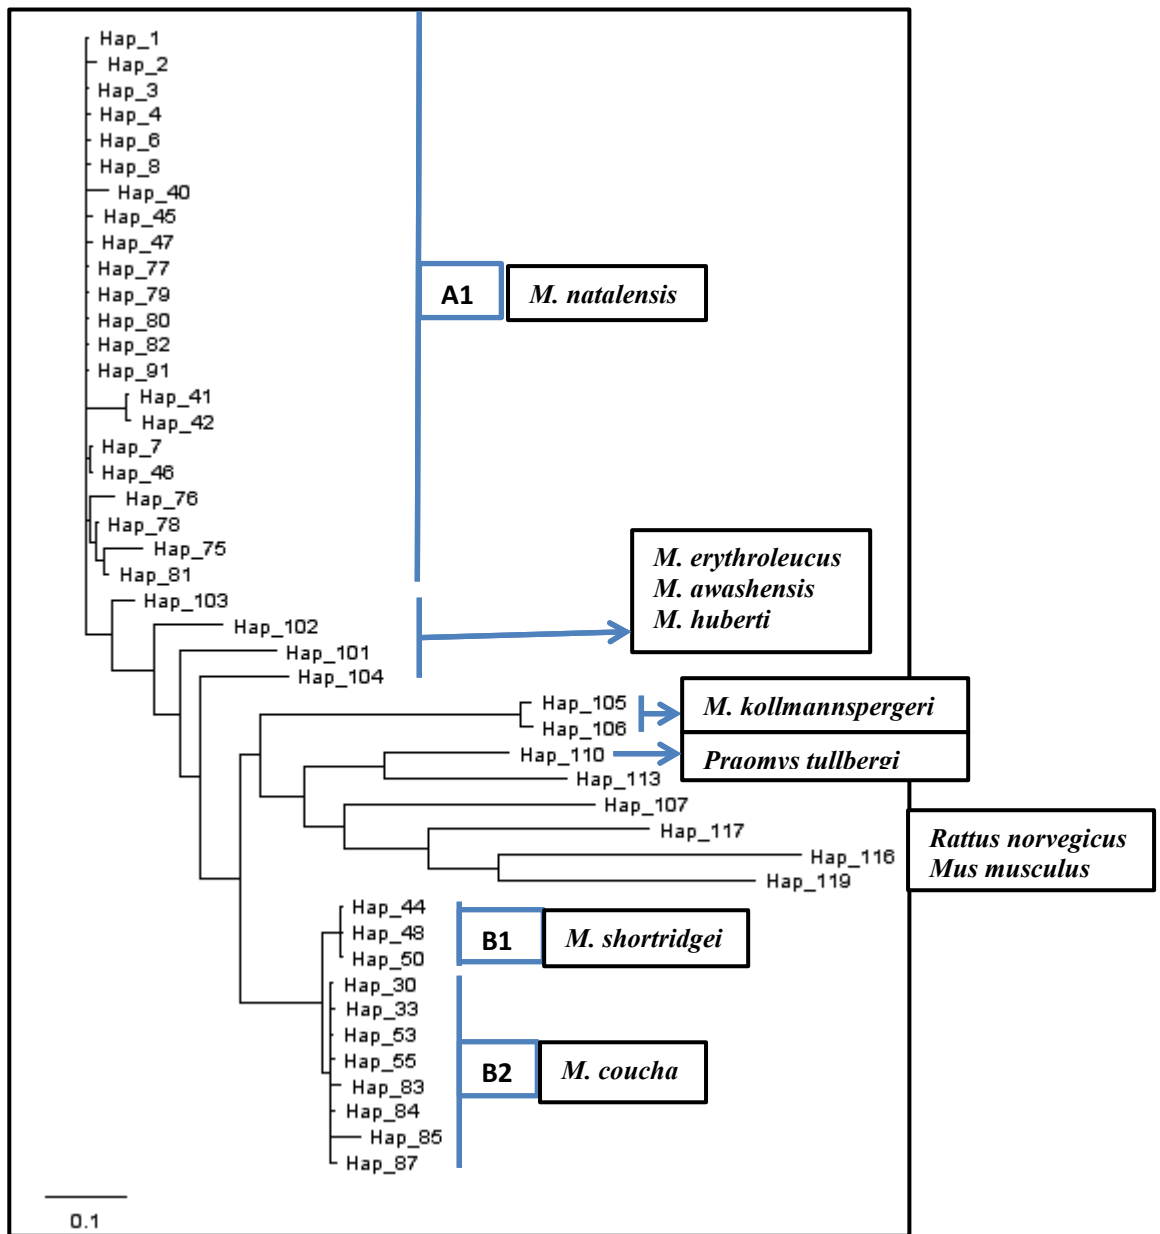 Hap_1
Hap_2
Hap_3
Hap_4
Hap_6
Hap_8
Hap_40
Hap_45
Hap_47
Hap_77
Hap_79
Hap_80
Hap_82
Hap_91
Hap_41
Hap_42
Hap_7
Hap_46
Hap_76
Hap_78
Hap_75
Hap_81
A1
M. natalensis
Hap_103
Hap_102
Hap_101
Hap_104
M. erythroleucus
M. awashensis
M. huberti
Hap_105
Hap_106
M. kollmannspergeri
Hap_110
Praomys tullbergi
Hap_113
Hap_107
Hap_117
Hap_116
Hap_119
Rattus norvegicus
Mus musculus
Hap_44
Hap_48
Hap_50
B1
M. shortridgei
Hap_30
Hap_33
Hap_53
Hap_55
Hap_83
Hap_84
Hap_85
Hap_87
B2
M. coucha
0.1